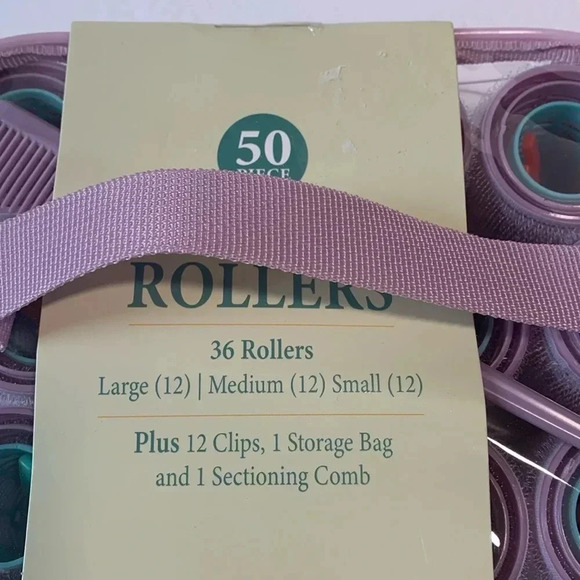 50
PIECE
ROLLERS
36 Rollers
Large (12) | Medium (12) Small (12)
Plus 12 Clips, 1 Storage Bag
and 1 Sectioning Comb